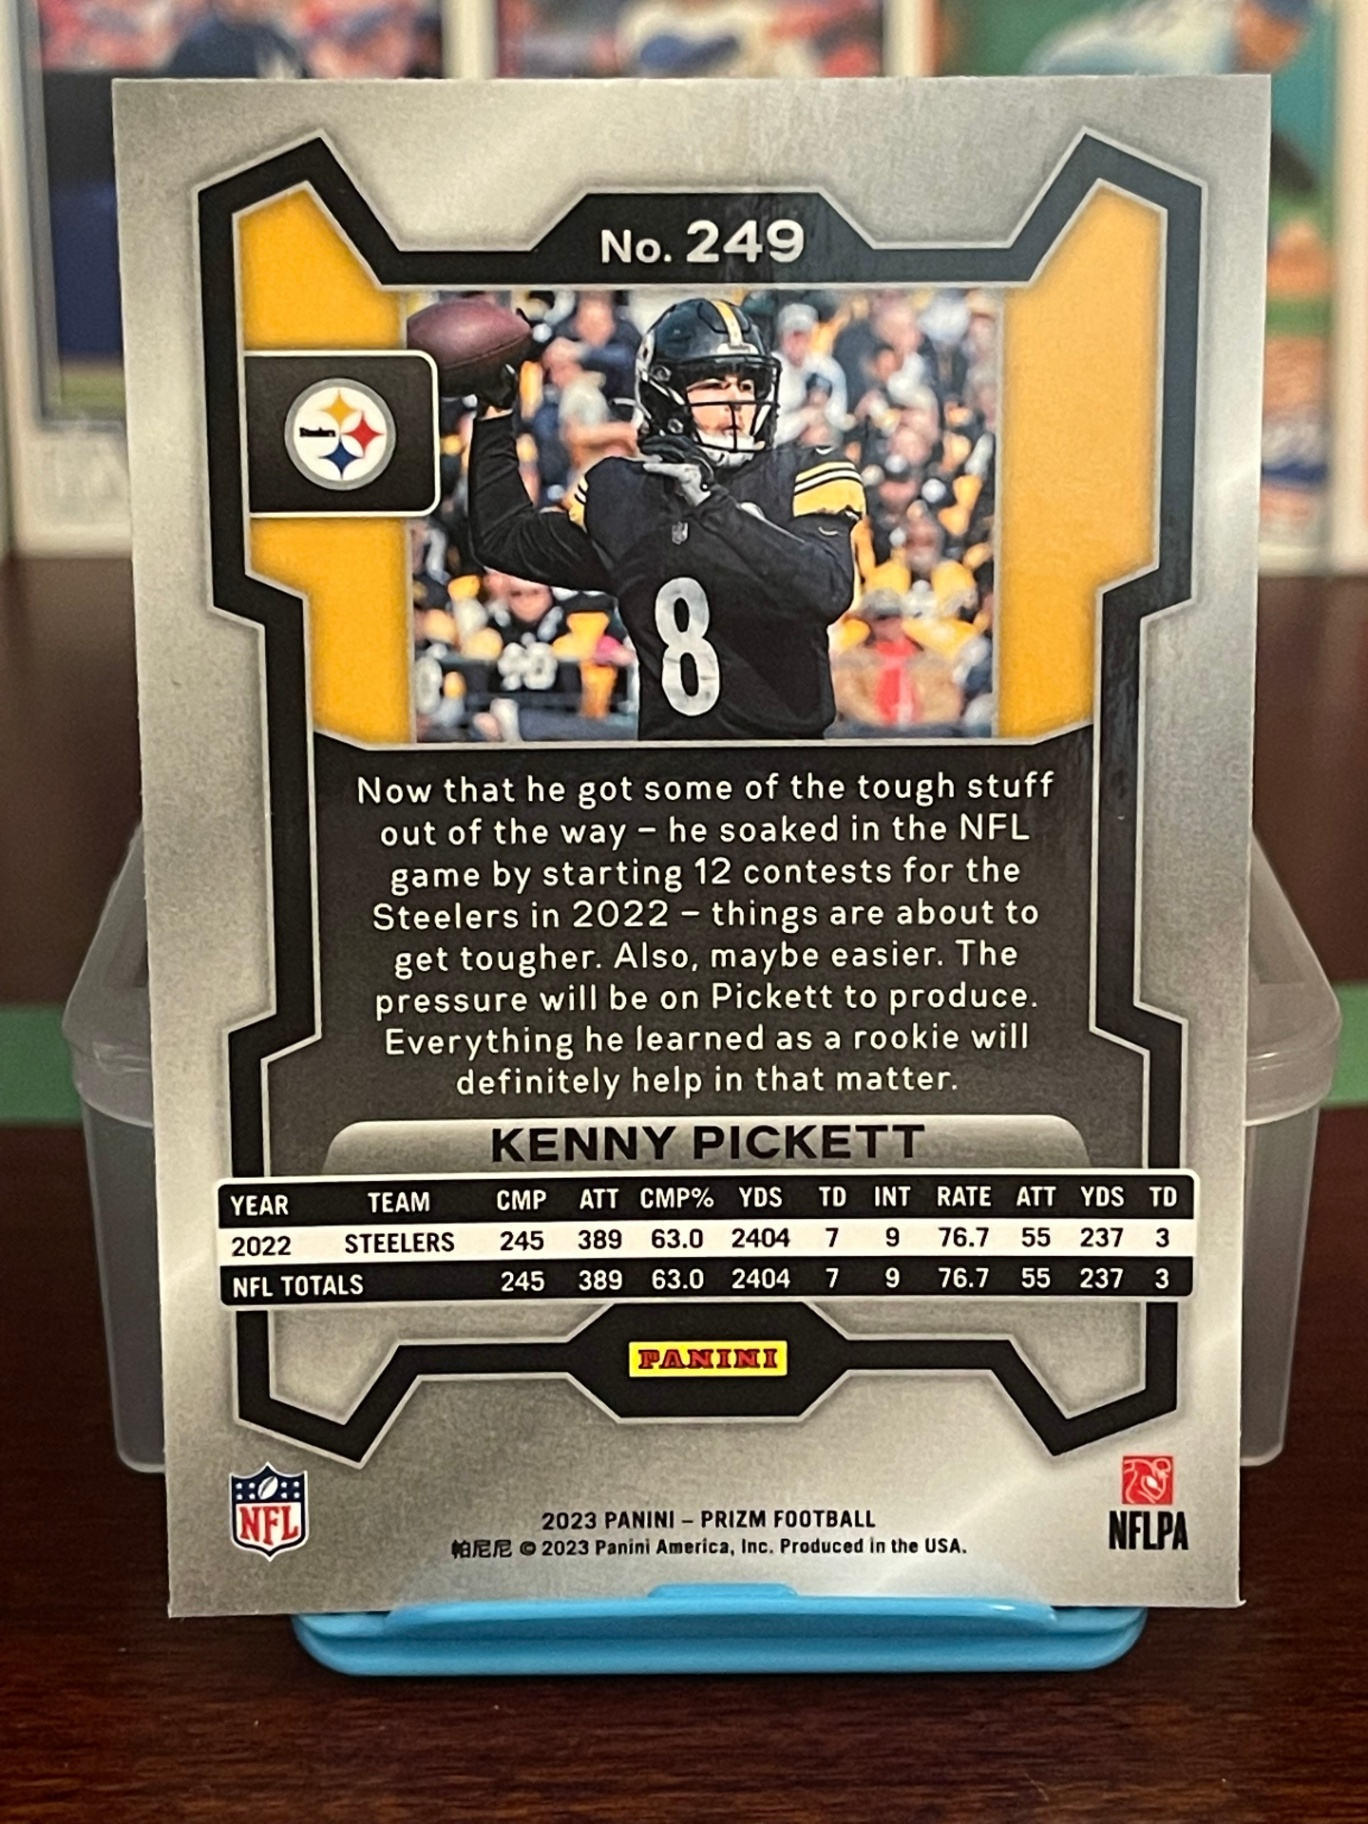 No. 249
Steelers
8
90
Now that he got some of the tough stuff
out of the way – he soaked in the NFL
game by starting 12 contests for the
Steelers in 2022 – things are about to
get tougher. Also, maybe easier. The
pressure will be on Pickett to produce.
Everything he learned as a rookie will
definitely help in that matter.
KENNY PICKETT
YEAR TEAM CMP ATT CMP% YDS TD INT RATE ATT YDS TD
2022 STEELERS 245 389 63.0 2404 7 9 76.7 55 237 3
NFL TOTALS 245 389 63.0 2404 7 9 76.7 55 237 3
PANINI
NFL
2023 PANINI – PRIZM FOOTBALL
帕尼尼 © 2023 Panini America, Inc. Produced in the USA.
NFLPA